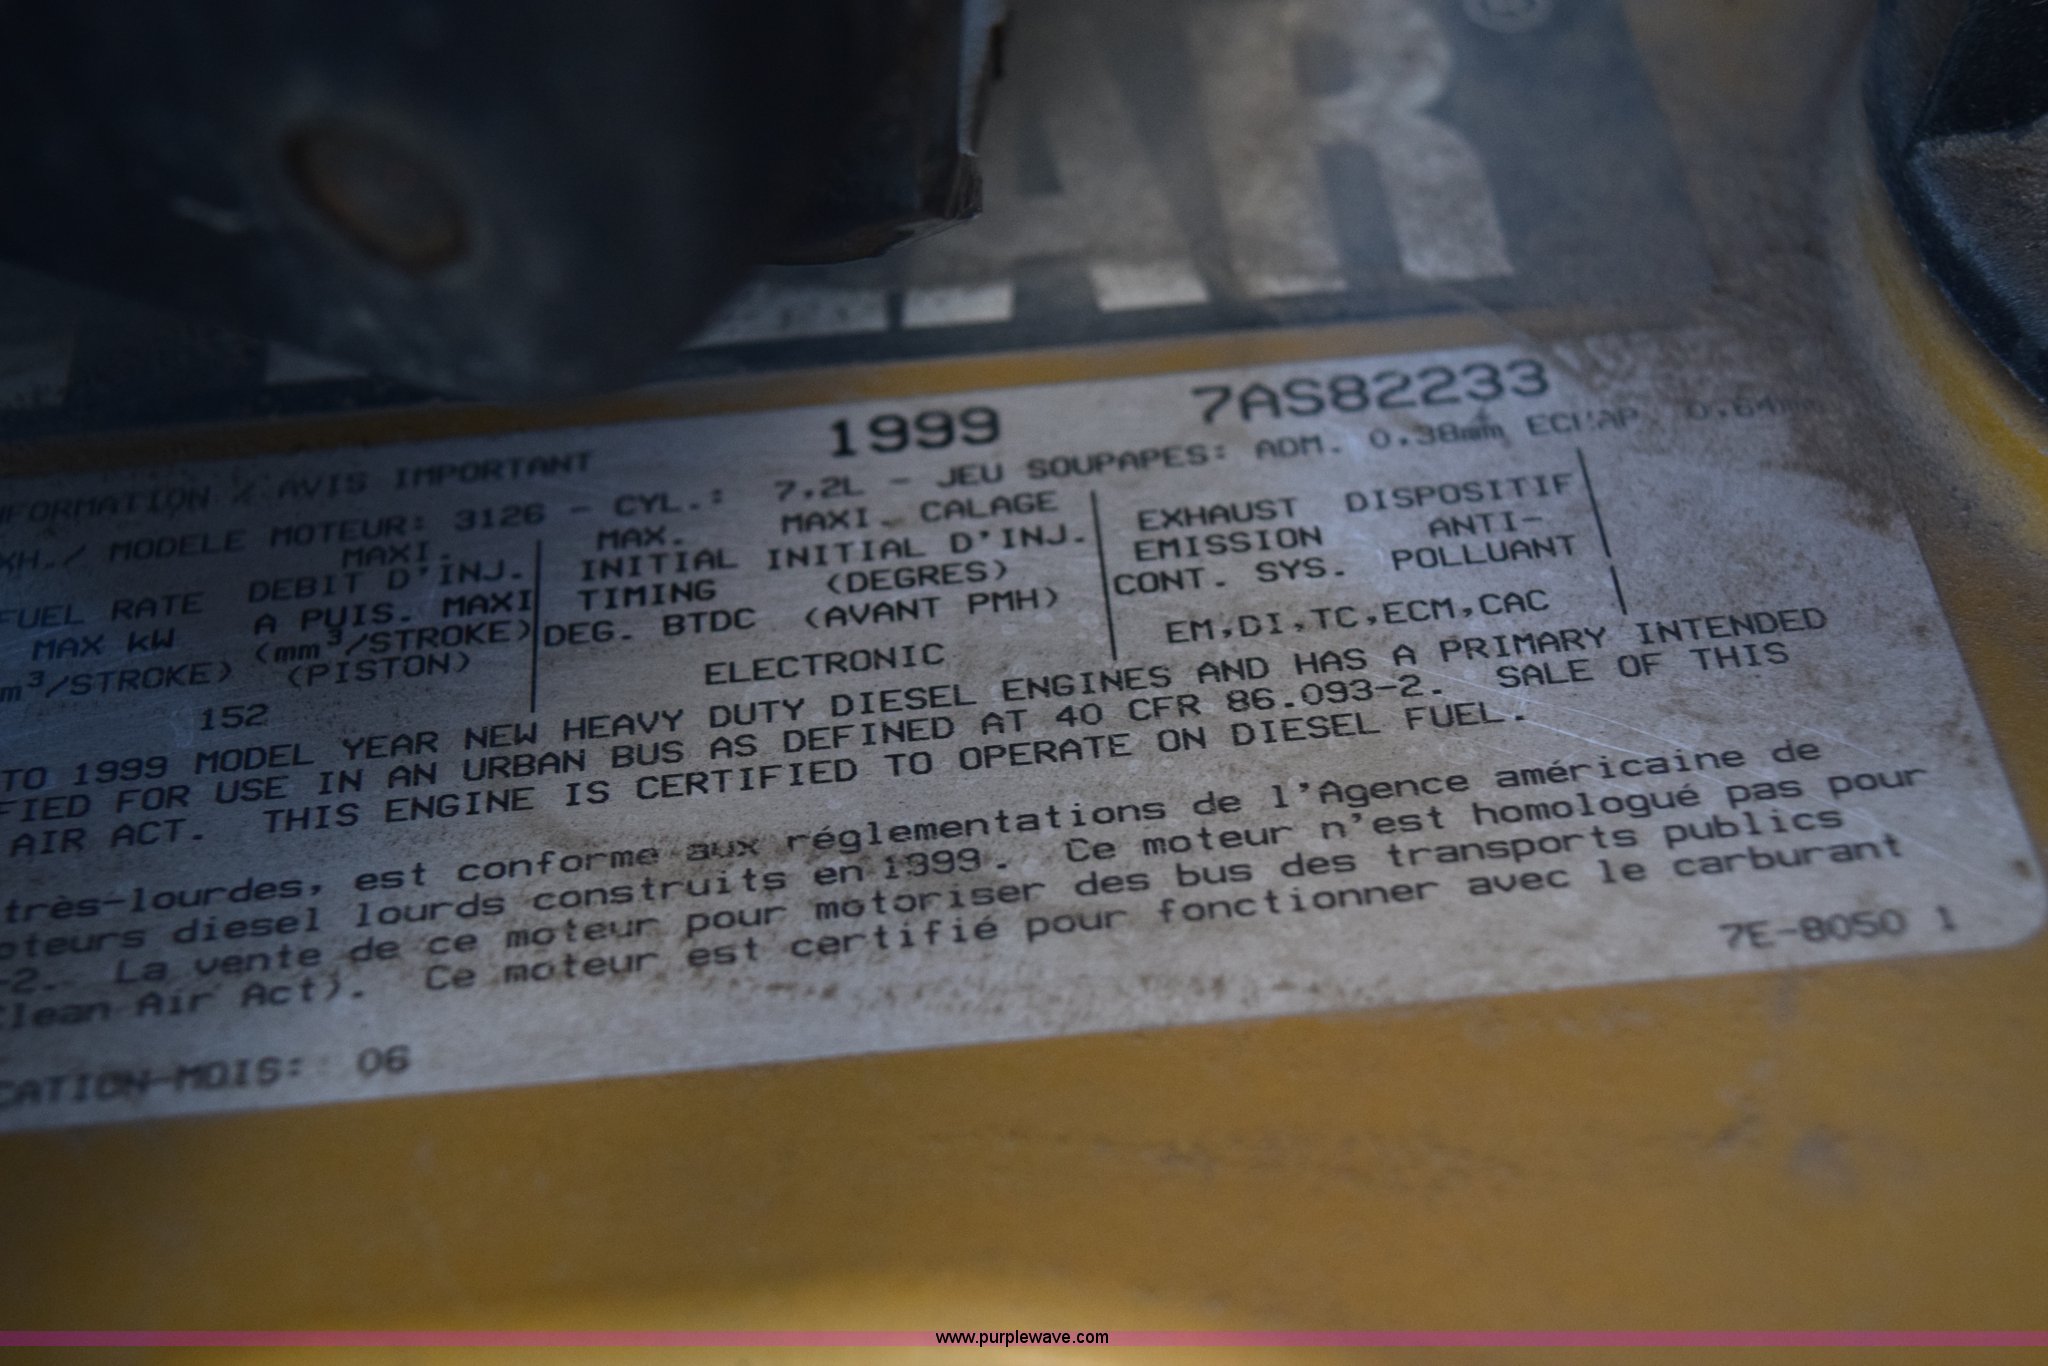 AR®
1999 7AS82233
NFORMATION / AVIS IMPORTANT
XH./ MODELE MOTEUR: 3126 - CYL.: 7.2L - JEU SOUPAPES: ADM. 0.38mm ECHAP. 0.64mm
MAXI. MAX. MAXI. CALAGE EXHAUST DISPOSITIF
FUEL RATE DEBIT D'INJ. INITIAL INITIAL D'INJ. EMISSION ANTI-
MAX kW A PUIS. MAXI TIMING (DEGRES) CONT. SYS. POLLUANT
m³/STROKE) (mm³/STROKE) DEG. BTDC (AVANT PMH)
(PISTON)
152 ELECTRONIC EM,DI,TC,ECM,CAC
TO 1999 MODEL YEAR NEW HEAVY DUTY DIESEL ENGINES AND HAS A PRIMARY INTENDED
FIED FOR USE IN AN URBAN BUS AS DEFINED AT 40 CFR 86.093-2. SALE OF THIS
AIR ACT. THIS ENGINE IS CERTIFIED TO OPERATE ON DIESEL FUEL.
très-lourdes, est conforme aux réglementations de l'Agence américaine de
oteurs diesel lourds construits en 1999. Ce moteur n'est homologué pas pour
-2. La vente de ce moteur pour motoriser des bus des transports publics
Clean Air Act). Ce moteur est certifié pour fonctionner avec le carburant
7E-8050 1
CATION-MOIS: 06
www.purplewave.com